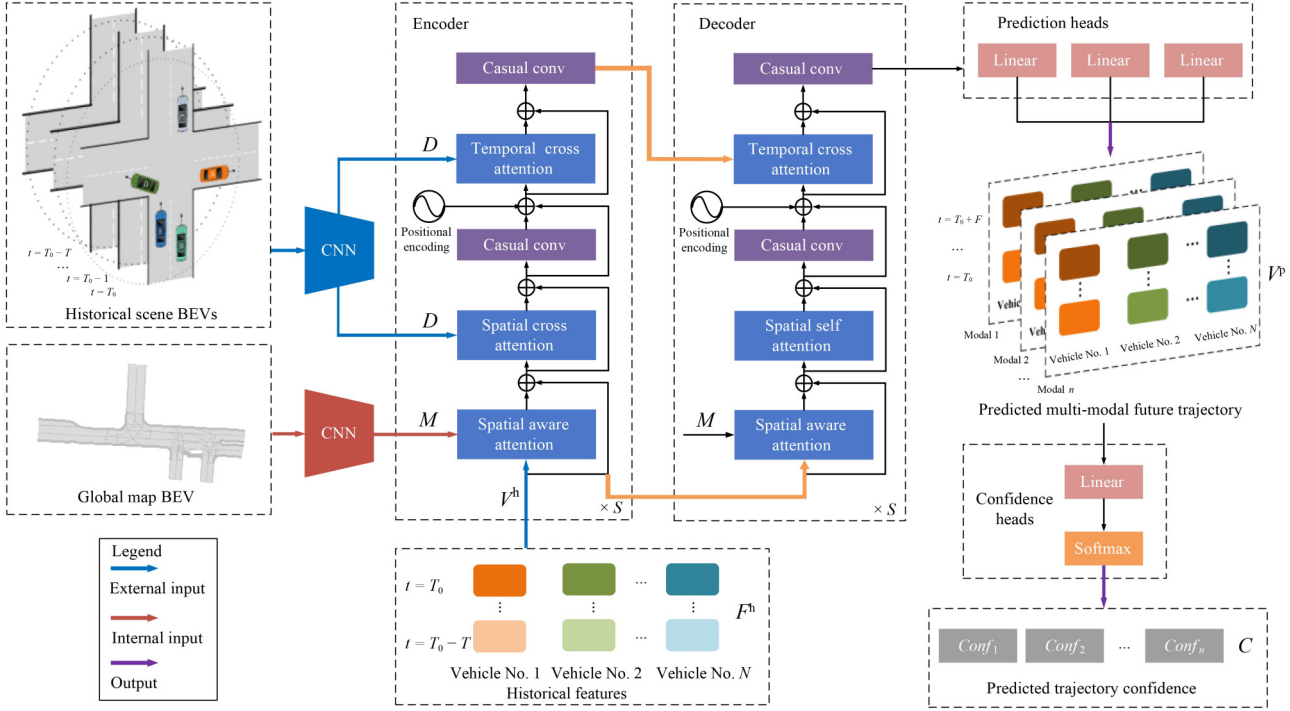 t = T₀ − T
...
t = T₀ − 1
t = T₀
Historical scene BEVs
Global map BEV
Legend
External input
Internal input
Output
CNN
CNN
D
D
M
Encoder
Casual conv
Temporal cross
attention
Positional
encoding
Casual conv
Spatial cross
attention
Spatial aware
attention
Vʰ
× S
t = T₀
...
t = T₀ − T
...
...
Fʰ
Vehicle No. 1
Vehicle No. 2
Vehicle No. N
Historical features
Decoder
Casual conv
Temporal cross
attention
Positional
encoding
Casual conv
Spatial self
attention
M
Spatial aware
attention
× S
Prediction heads
Linear
Linear
Linear
t = T₀ + F
...
t = T₀
...
...
Vᵖ
Vehicle No. 1
Vehicle No. 2
Vehicle No. N
Modal 1
Modal 2
...
Modal n
Predicted multi-modal future trajectory
Confidence
heads
Linear
Softmax
Conf₁
Conf₂
...
Confₙ
C
Predicted trajectory confidence